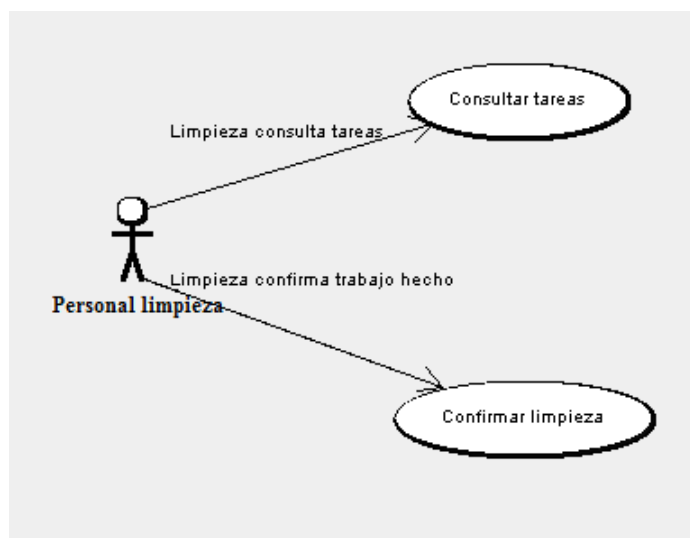 Consultar tareas
Limpieza consulta tareas
Limpieza confirma trabajo hecho
Personal limpieza
Confirmar limpieza